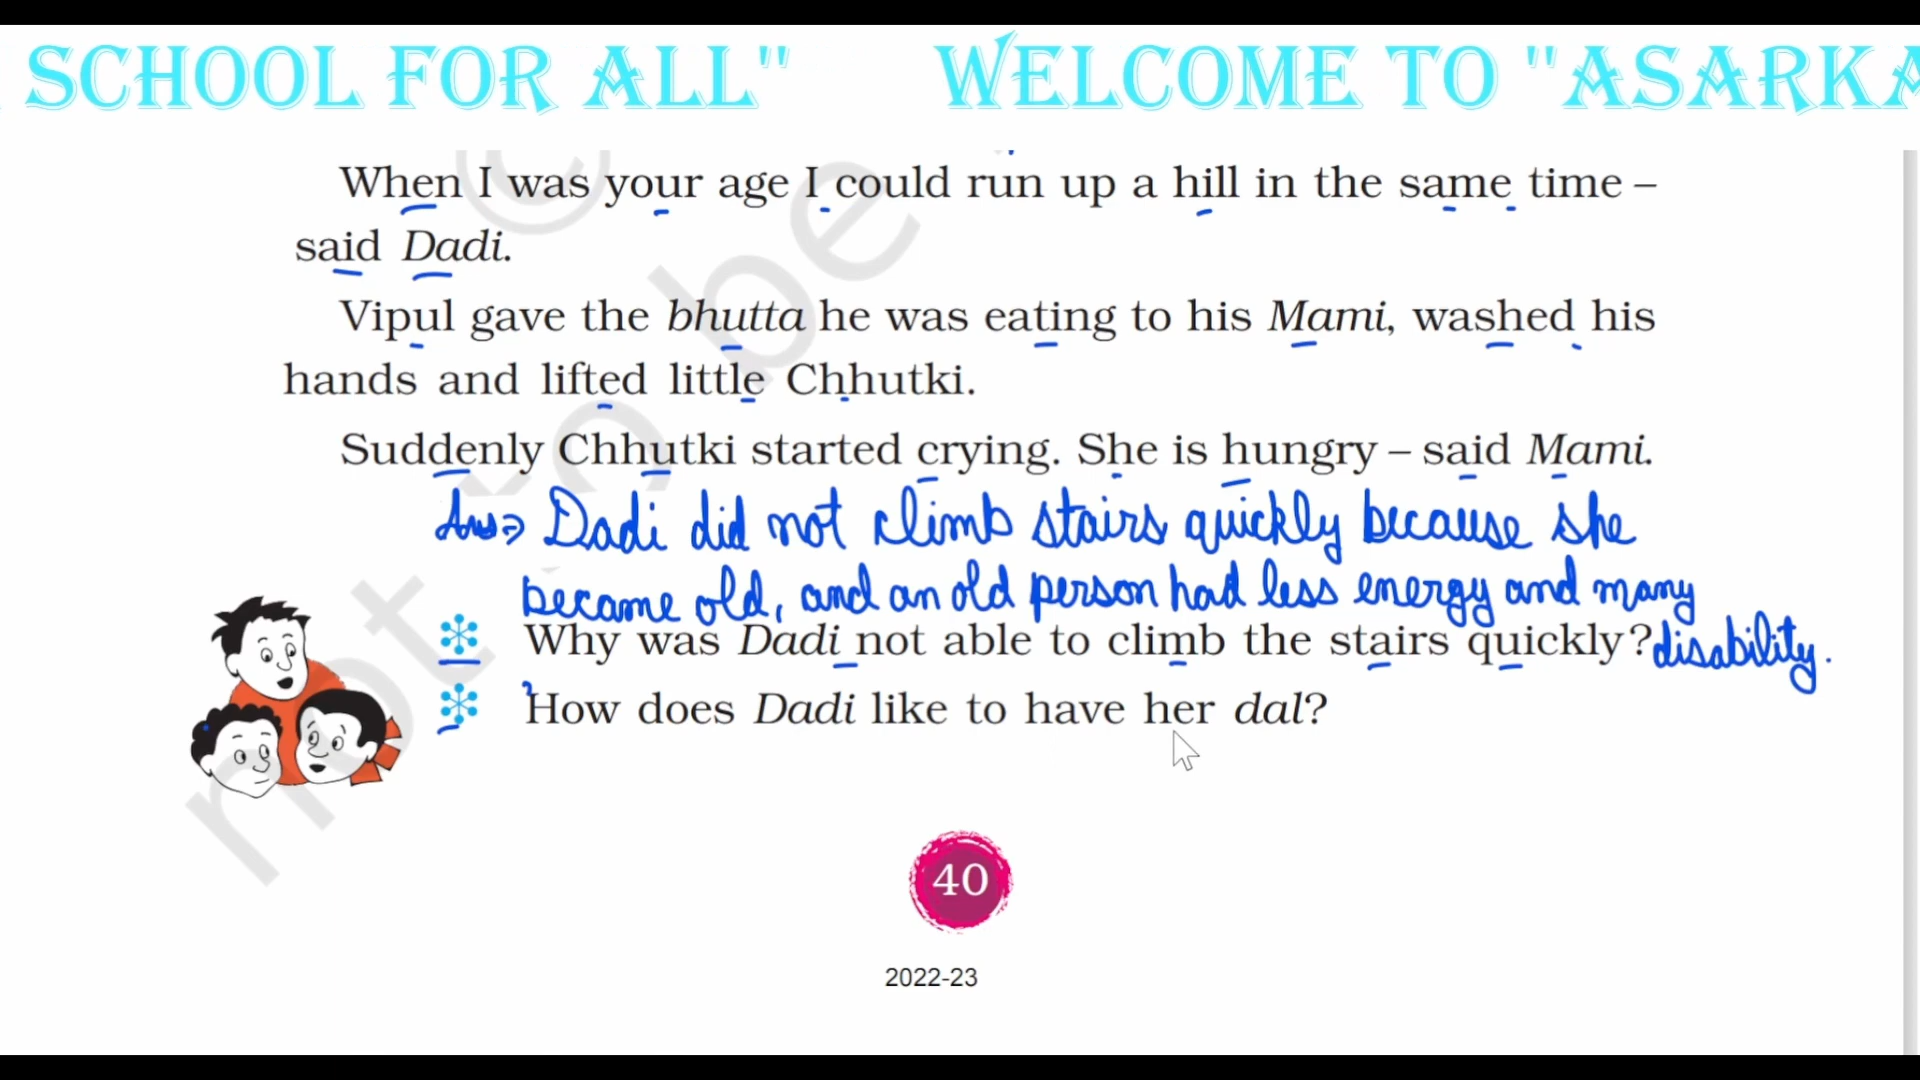 SCHOOL FOR ALL" WELCOME TO "ASARKA
When I was your age I could run up a hill in the same time –
said Dadi.
Vipul gave the bhutta he was eating to his Mami, washed his
hands and lifted little Chhutki.
Suddenly Chhutki started crying. She is hungry – said Mami.
Ans⇒ Dadi did not climb stairs quickly because she
became old, and an old person had less energy and many
disability.
Why was Dadi not able to climb the stairs quickly?
How does Dadi like to have her dal?
not to be
©
40
2022-23